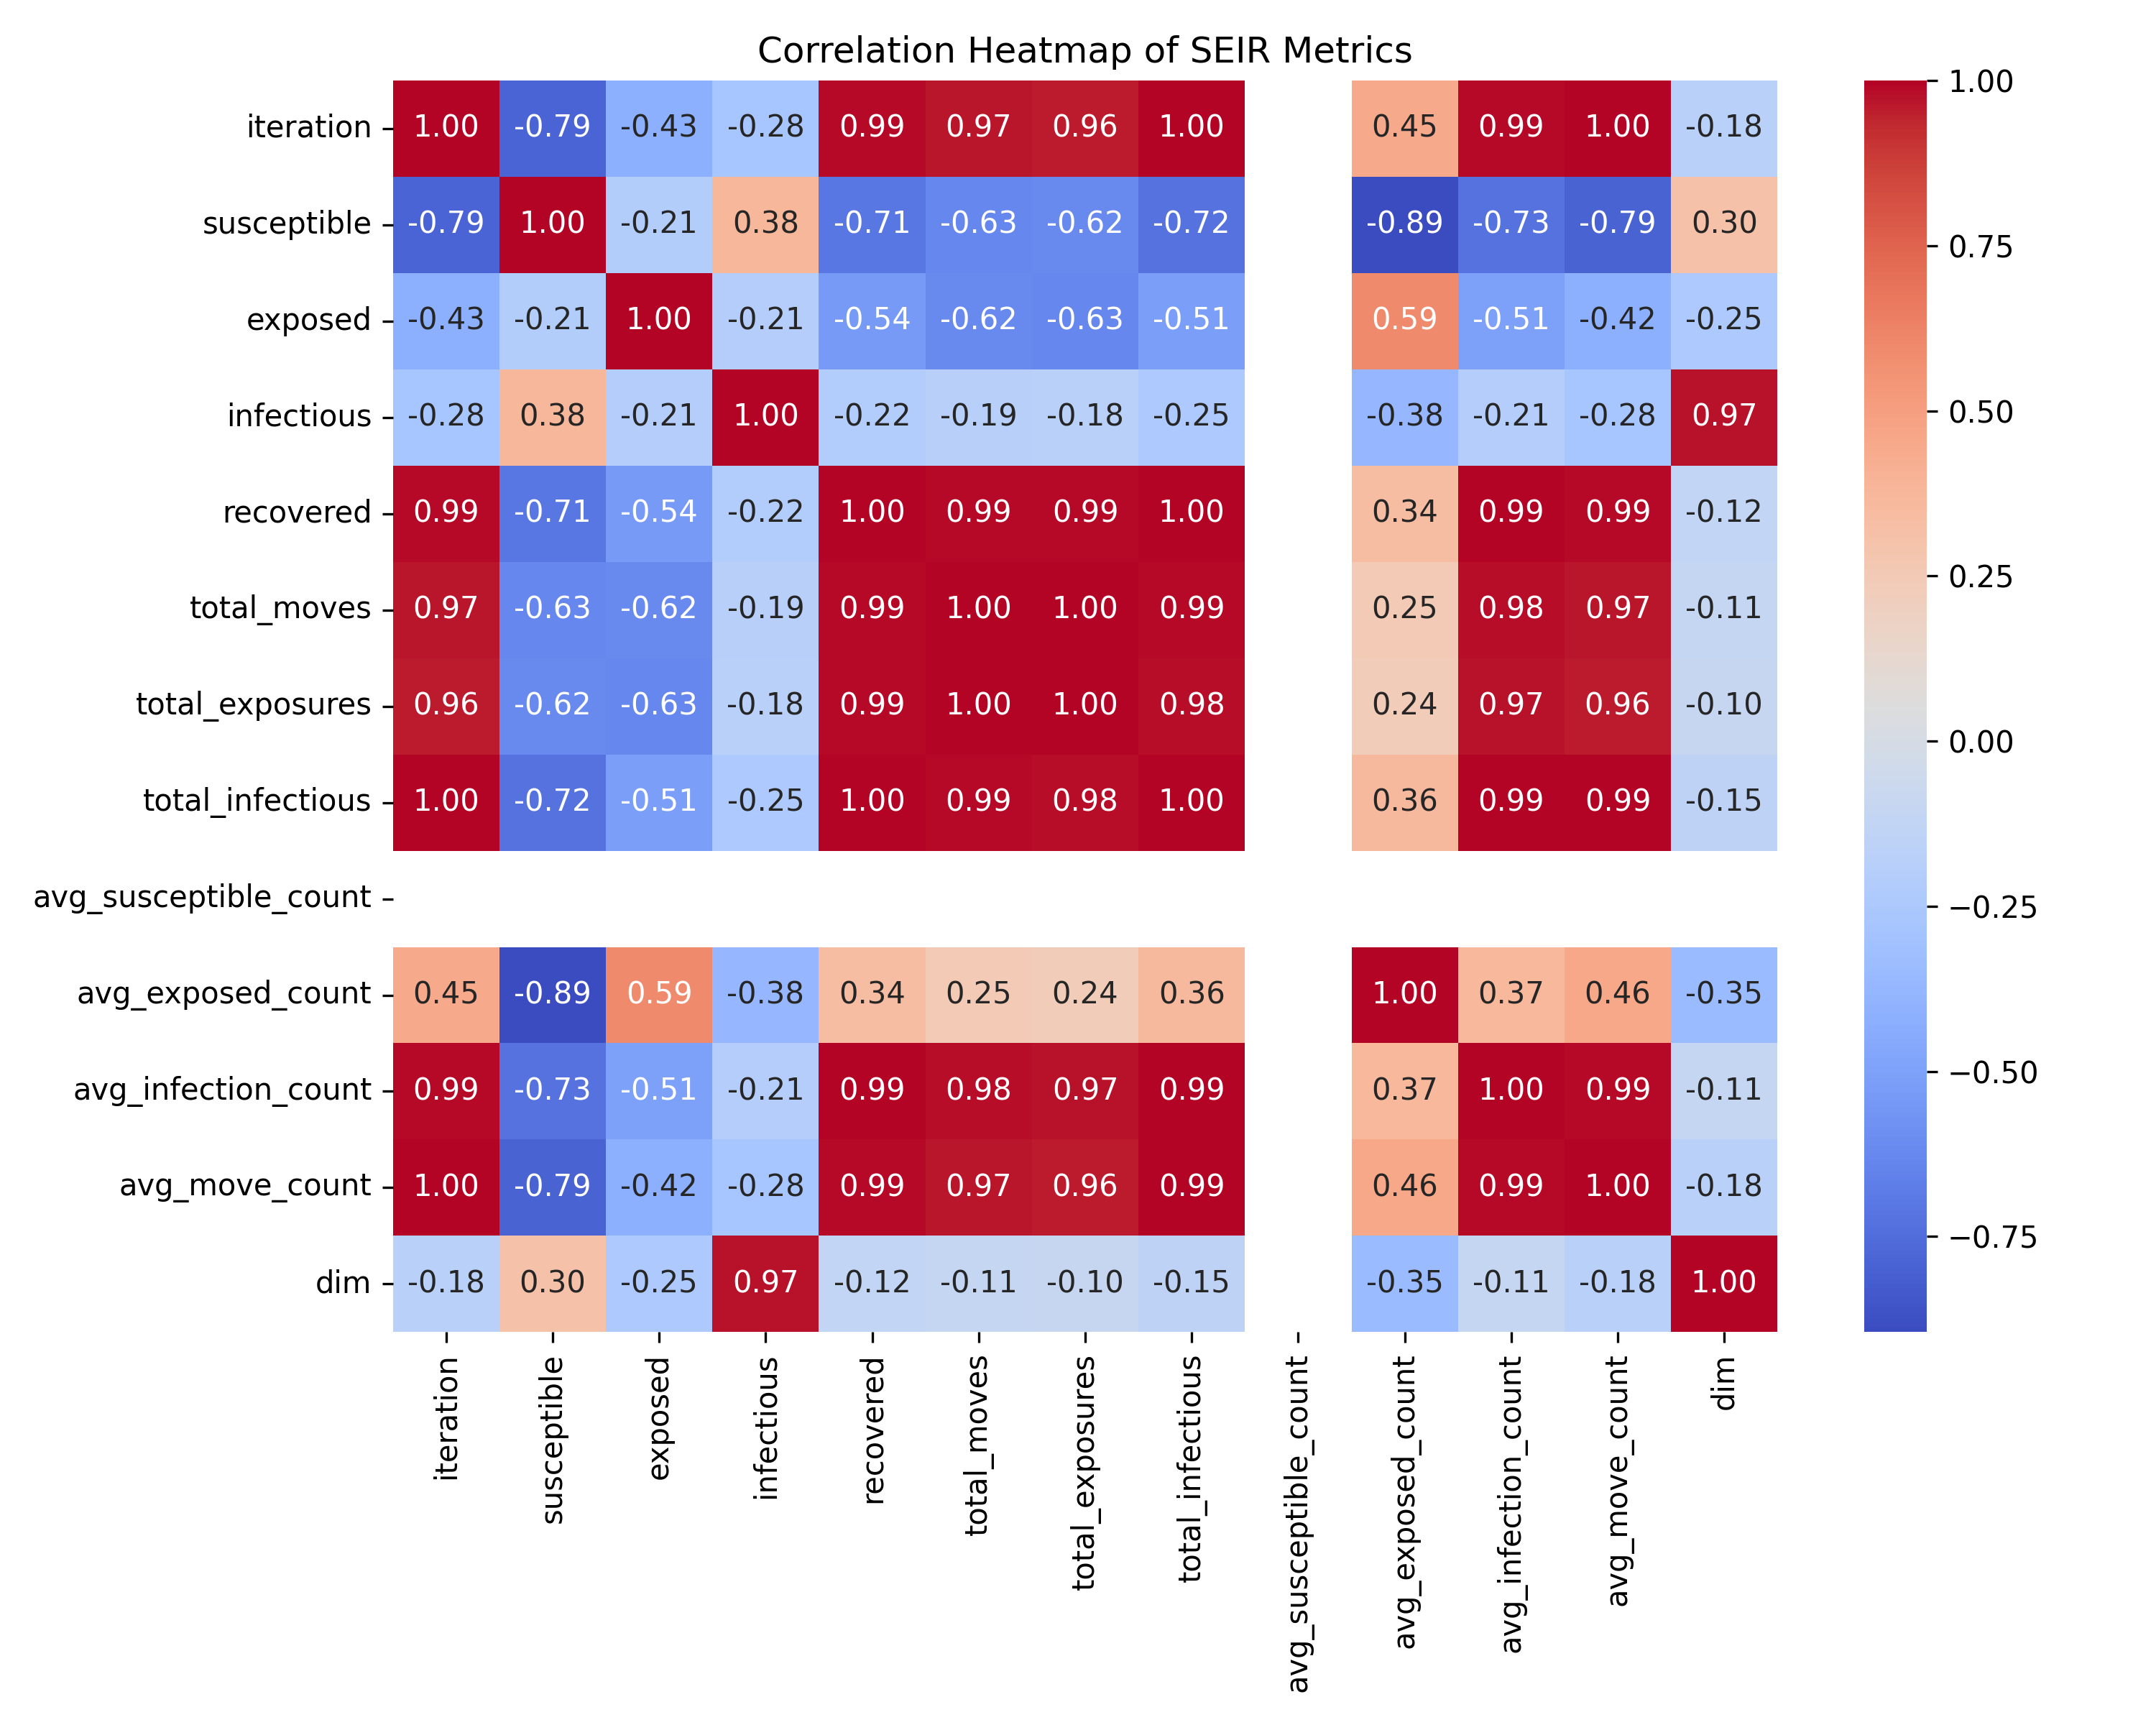 Correlation Heatmap of SEIR Metrics
iteration 1.00 -0.79 -0.43 -0.28 0.99 0.97 0.96 1.00 0.45 0.99 1.00 -0.18
susceptible -0.79 1.00 -0.21 0.38 -0.71 -0.63 -0.62 -0.72 -0.89 -0.73 -0.79 0.30
exposed -0.43 -0.21 1.00 -0.21 -0.54 -0.62 -0.63 -0.51 0.59 -0.51 -0.42 -0.25
infectious -0.28 0.38 -0.21 1.00 -0.22 -0.19 -0.18 -0.25 -0.38 -0.21 -0.28 0.97
recovered 0.99 -0.71 -0.54 -0.22 1.00 0.99 0.99 1.00 0.34 0.99 0.99 -0.12
total_moves 0.97 -0.63 -0.62 -0.19 0.99 1.00 1.00 0.99 0.25 0.98 0.97 -0.11
total_exposures 0.96 -0.62 -0.63 -0.18 0.99 1.00 1.00 0.98 0.24 0.97 0.96 -0.10
total_infectious 1.00 -0.72 -0.51 -0.25 1.00 0.99 0.98 1.00 0.36 0.99 0.99 -0.15
avg_susceptible_count
avg_exposed_count 0.45 -0.89 0.59 -0.38 0.34 0.25 0.24 0.36 1.00 0.37 0.46 -0.35
avg_infection_count 0.99 -0.73 -0.51 -0.21 0.99 0.98 0.97 0.99 0.37 1.00 0.99 -0.11
avg_move_count 1.00 -0.79 -0.42 -0.28 0.99 0.97 0.96 0.99 0.46 0.99 1.00 -0.18
dim -0.18 0.30 -0.25 0.97 -0.12 -0.11 -0.10 -0.15 -0.35 -0.11 -0.18 1.00
iteration
susceptible
exposed
infectious
recovered
total_moves
total_exposures
total_infectious
avg_susceptible_count
avg_exposed_count
avg_infection_count
avg_move_count
dim
1.00
0.75
0.50
0.25
0.00
−0.25
−0.50
−0.75